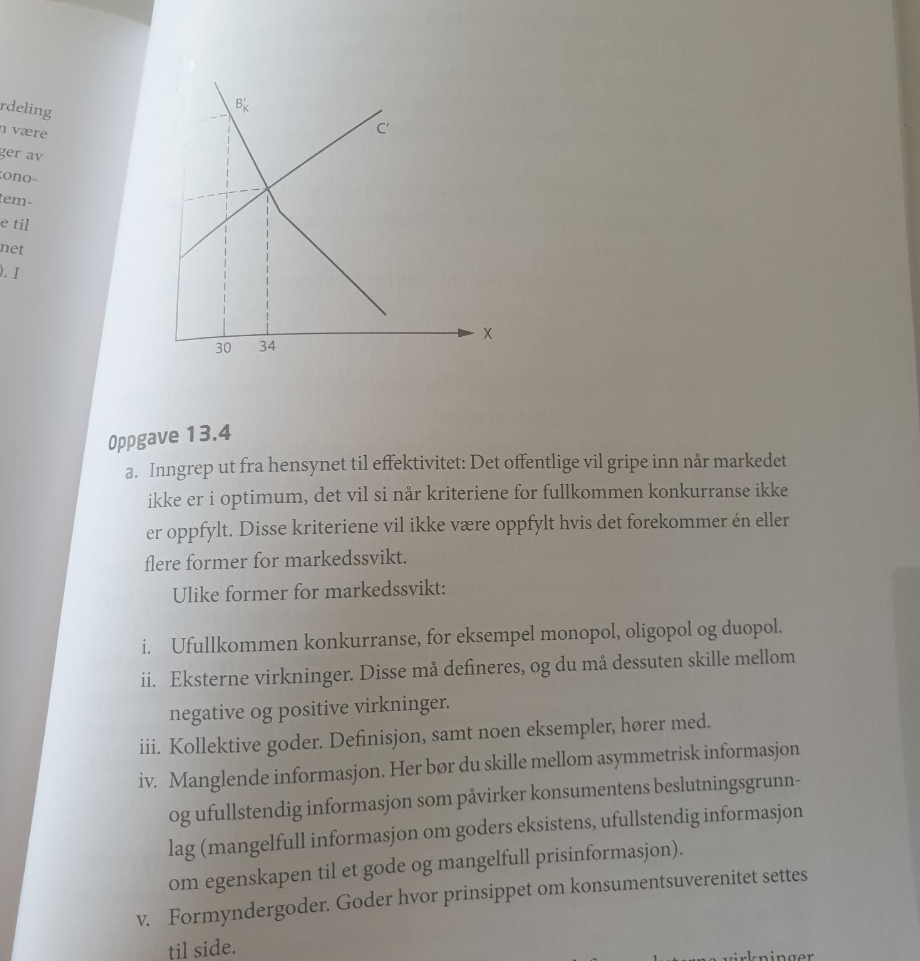 rdeling
n være
ger av
kono-
tem-
e til
net
). I
B'K
C'
X
30 34
Oppgave 13.4
a. Inngrep ut fra hensynet til effektivitet: Det offentlige vil gripe inn når markedet
ikke er i optimum, det vil si når kriteriene for fullkommen konkurranse ikke
er oppfylt. Disse kriteriene vil ikke være oppfylt hvis det forekommer én eller
flere former for markedssvikt.
Ulike former for markedssvikt:
i. Ufullkommen konkurranse, for eksempel monopol, oligopol og duopol.
ii. Eksterne virkninger. Disse må defineres, og du må dessuten skille mellom
negative og positive virkninger.
iii. Kollektive goder. Definisjon, samt noen eksempler, hører med.
iv. Manglende informasjon. Her bør du skille mellom asymmetrisk informasjon
og ufullstendig informasjon som påvirker konsumentens beslutningsgrunn-
lag (mangelfull informasjon om goders eksistens, ufullstendig informasjon
om egenskapen til et gode og mangelfull prisinformasjon).
v. Formyndergoder. Goder hvor prinsippet om konsumentsuverenitet settes
til side.
virkninger